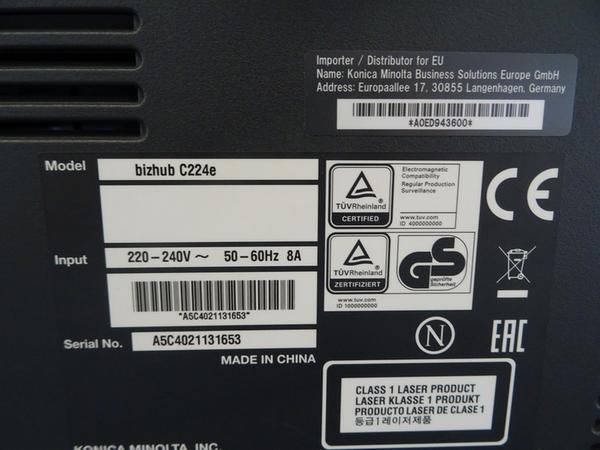 Importer / Distributor for EU
Name: Konica Minolta Business Solutions Europe GmbH
Address: Europaallee 17, 30855 Langenhagen, Germany
*A0ED943600*
Model bizhub C224e
Input 220-240V ~ 50-60Hz 8A
*A5C4021131653*
Serial No. A5C4021131653
MADE IN CHINA
TÜVRheinland
CERTIFIED
Electromagnetic
Compatibility
Regular Production
Surveillance
www.tuv.com
ID 4000000000
CE
TÜVRheinland
ZERTIFIZIERT
GS
geprüfte
Sicherheit
www.tuv.com
ID 1000000000
N
EAC
CLASS 1 LASER PRODUCT
LASER KLASSE 1 PRODUKT
PRODUCTO LASER DE CLASE 1
등급1레이저제품
KONICA MINOLTA, INC.